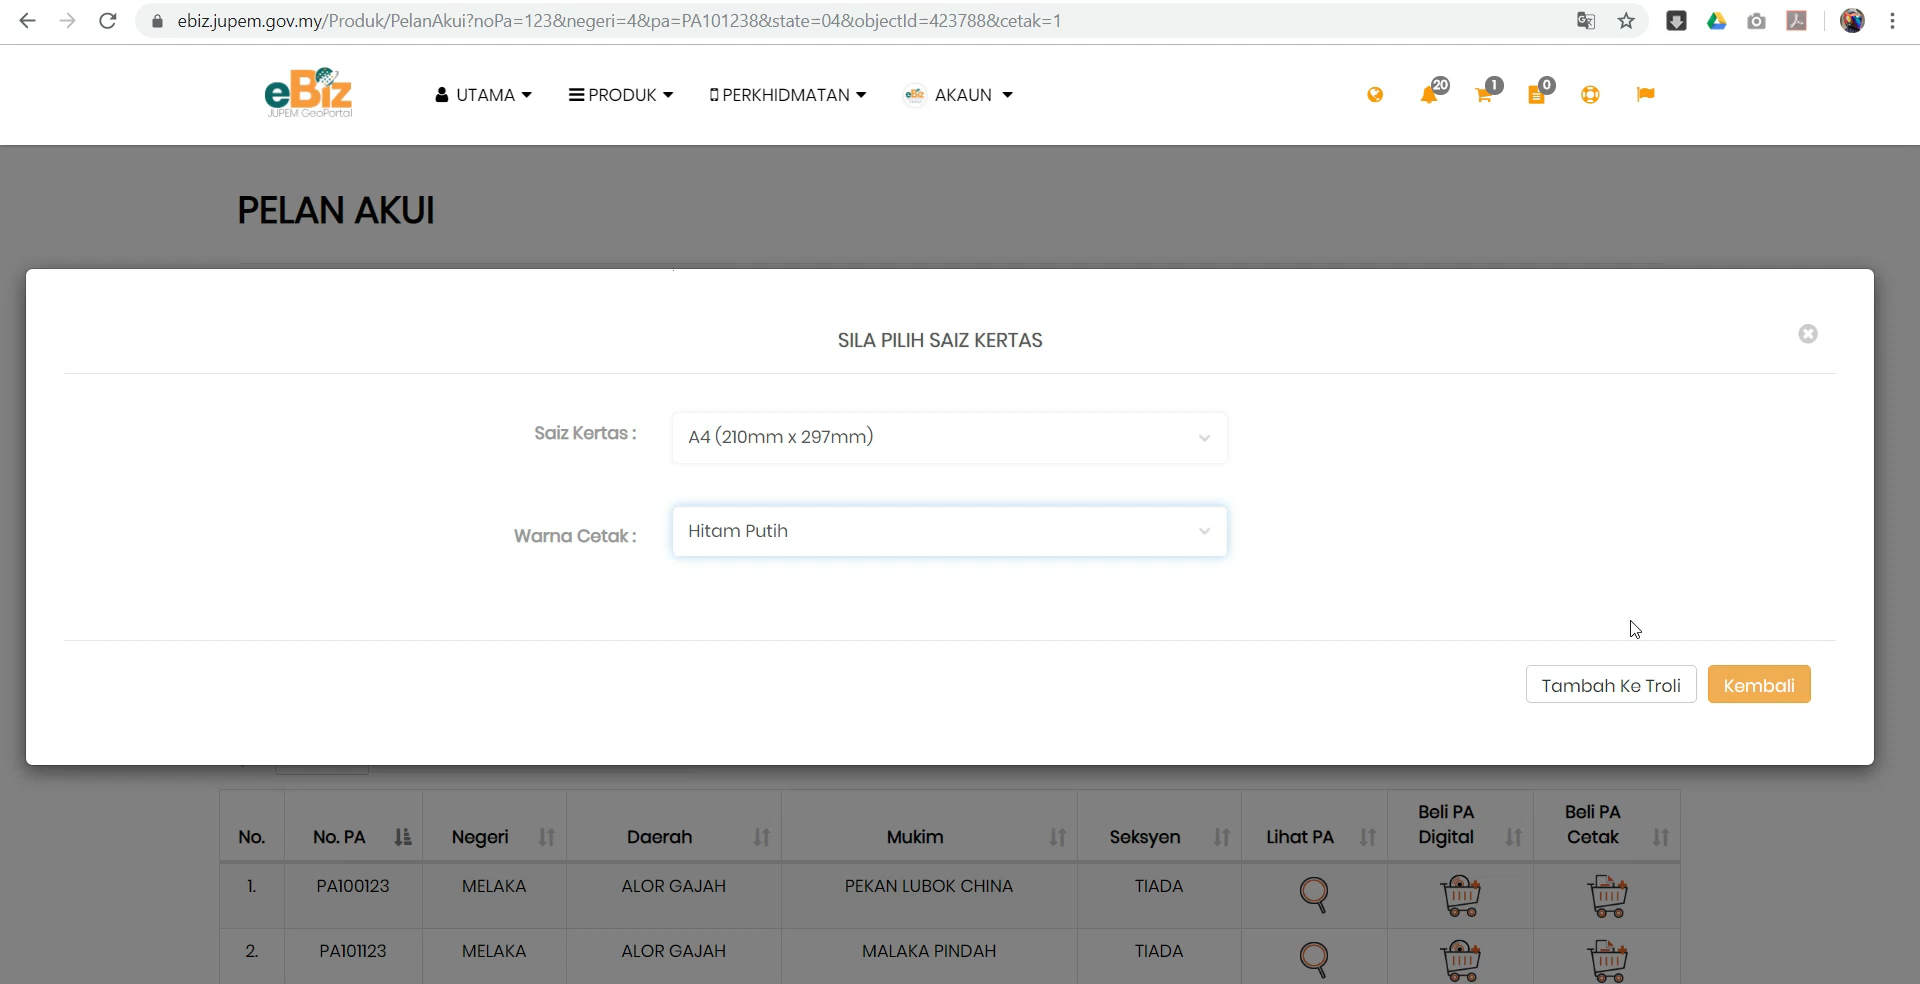 ebiz.jupem.gov.my/Produk/PelanAkui?noPa=123&negeri=4&pa=PA101238&state=04&objectId=423788&cetak=1
eBiz
JUPEM GeoPortal
UTAMA
PRODUK
PERKHIDMATAN
eBiz
AKAUN
20
1
0
PELAN AKUI
SILA PILIH SAIZ KERTAS
Saiz Kertas :
A4 (210mm x 297mm)
Warna Cetak :
Hitam Putih
Tambah Ke Troli
Kembali
No.
No. PA
Negeri
Daerah
Mukim
Seksyen
Lihat PA
Beli PA
Digital
Beli PA
Cetak
1.
PA100123
MELAKA
ALOR GAJAH
PEKAN LUBOK CHINA
TIADA
2.
PA101123
MELAKA
ALOR GAJAH
MALAKA PINDAH
TIADA